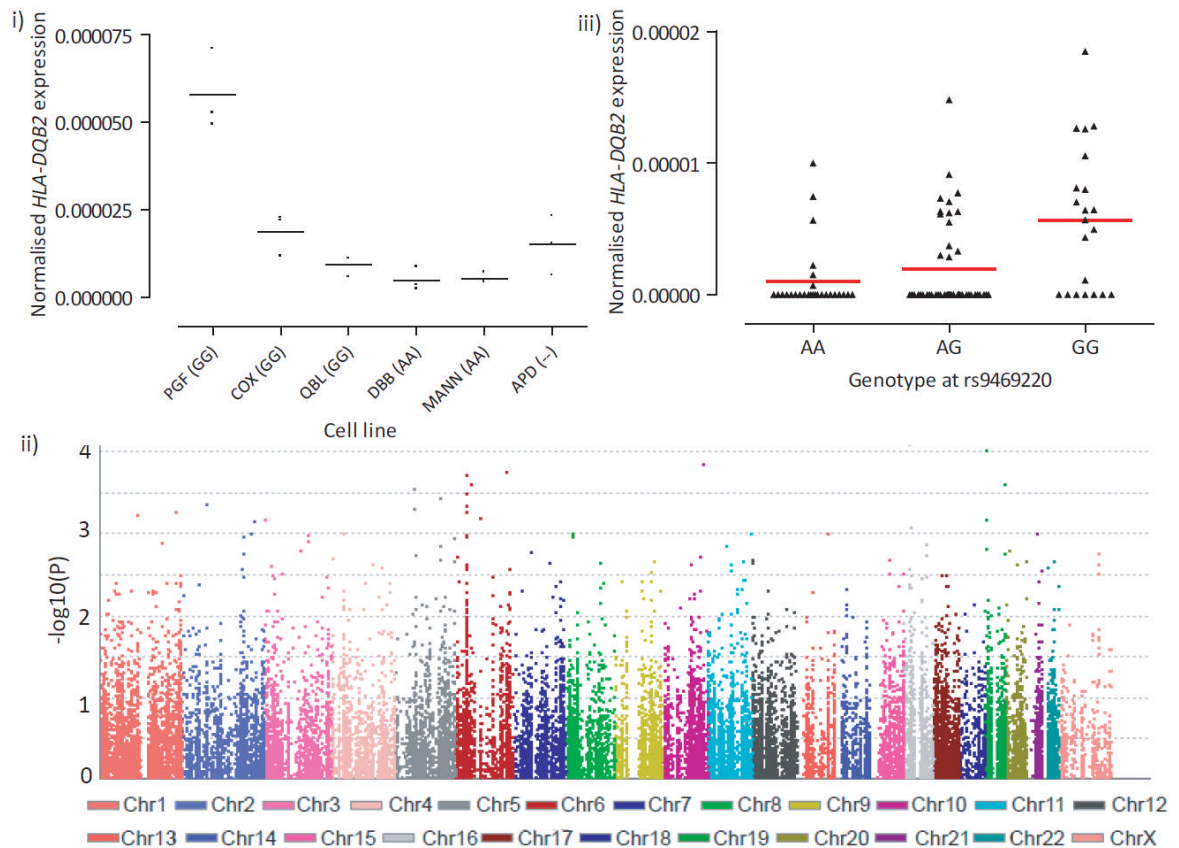 i)
Normalised HLA-DQB2 expression
0.000075
0.000050
0.000025
0.000000
PGF (GG)
COX (GG)
QBL (GG)
DBB (AA)
MANN (AA)
APD (--)
Cell line
iii)
Normalised HLA-DQB2 expression
0.00002
0.00001
0.00000
AA
AG
GG
Genotype at rs9469220
ii)
-log10(P)
4
3
2
1
0
Chr1 Chr2 Chr3 Chr4 Chr5 Chr6 Chr7 Chr8 Chr9 Chr10 Chr11 Chr12
Chr13 Chr14 Chr15 Chr16 Chr17 Chr18 Chr19 Chr20 Chr21 Chr22 ChrX